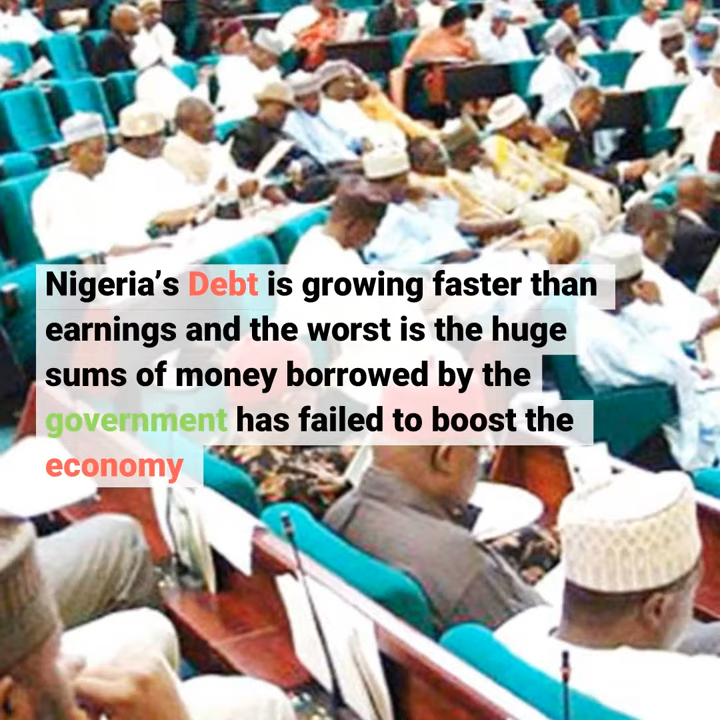 Nigeria’s Debt is growing faster than
earnings and the worst is the huge
sums of money borrowed by the
government has failed to boost the
economy